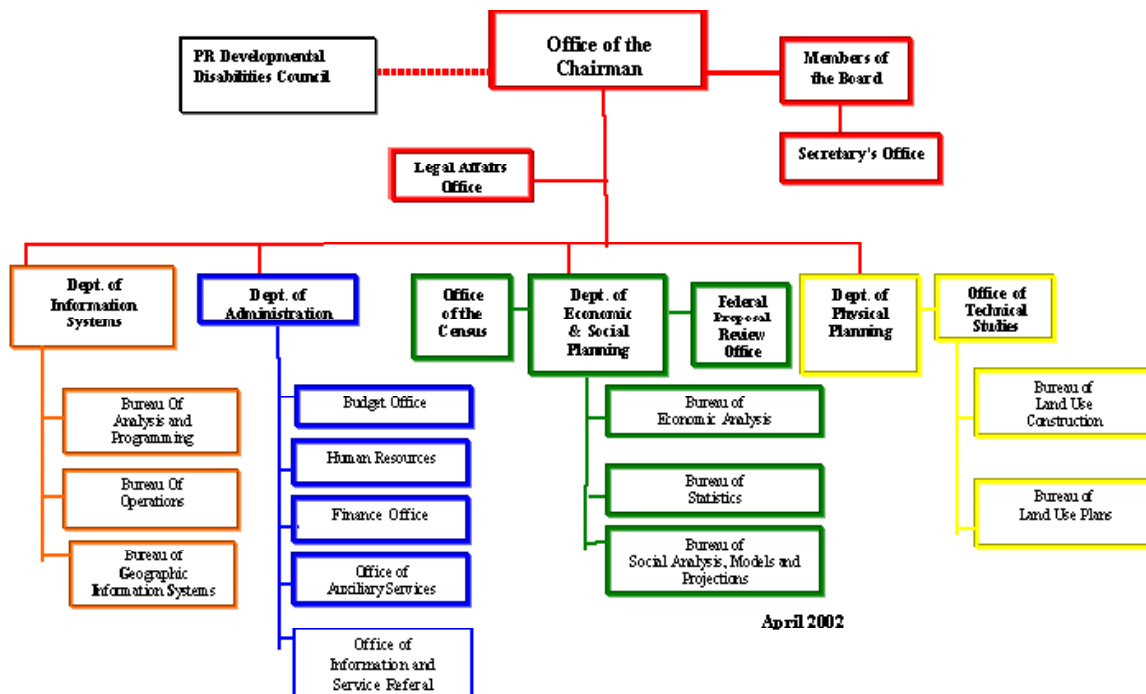 PR Developmental
Disabilities Council
Office of the
Chairman
Members of
the Board
Legal Affairs
Office
Secretary's Office
Dept. of
Information
Systems
Dept. of
Administration
Office
of the
Census
Dept. of
Economic
& Social
Planning
Federal
Proposal
Review
Office
Dept. of
Physical
Planning
Office of
Technical
Studies
Bureau Of
Analysis and
Programming
Bureau Of
Operations
Bureau of
Geographic
Information Systems
Budget Office
Human Resources
Finance Office
Office of
Auxiliary Services
Office of
Information and
Service Referal
Bureau of
Economic Analysis
Bureau of
Statistics
Bureau of
Social Analysis, Models and
Projections
Bureau of
Land Use
Construction
Bureau of
Land Use Plans
April 2002